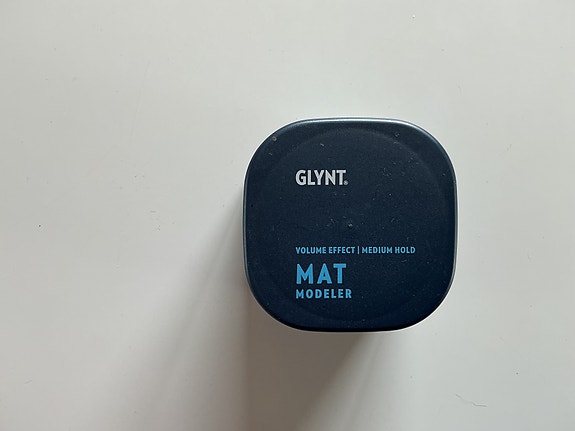 GLYNT®
VOLUME EFFECT | MEDIUM HOLD
MAT
MODELER